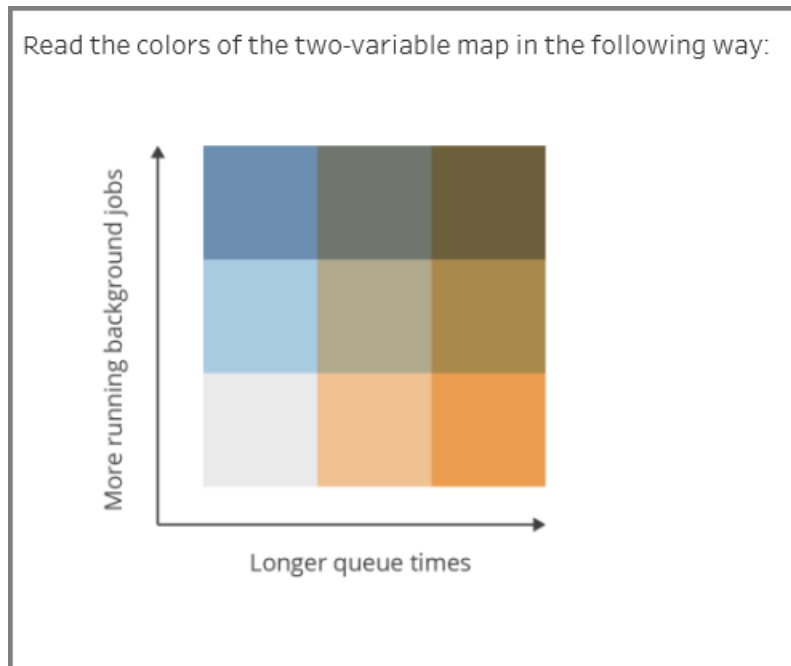 Read the colors of the two-variable map in the following way:
More running background jobs
Longer queue times